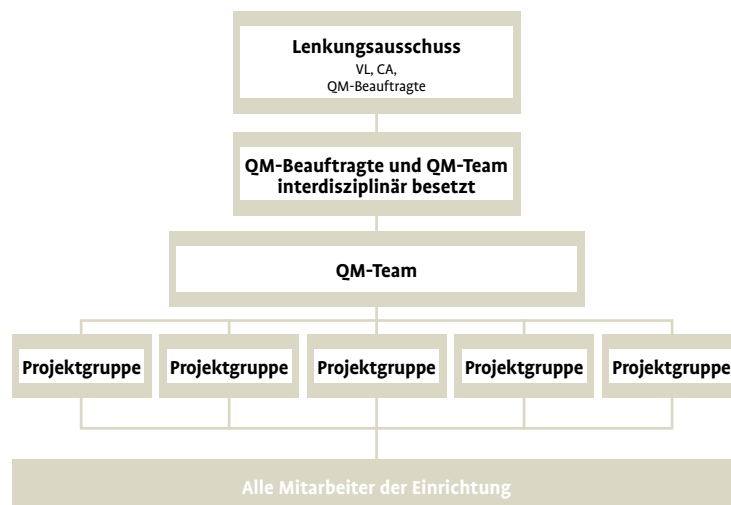 Lenkungsausschuss
VL, CA,
QM-Beauftragte
QM-Beauftragte und QM-Team
interdisziplinär besetzt
QM-Team
Projektgruppe
Projektgruppe
Projektgruppe
Projektgruppe
Projektgruppe
Alle Mitarbeiter der Einrichtung